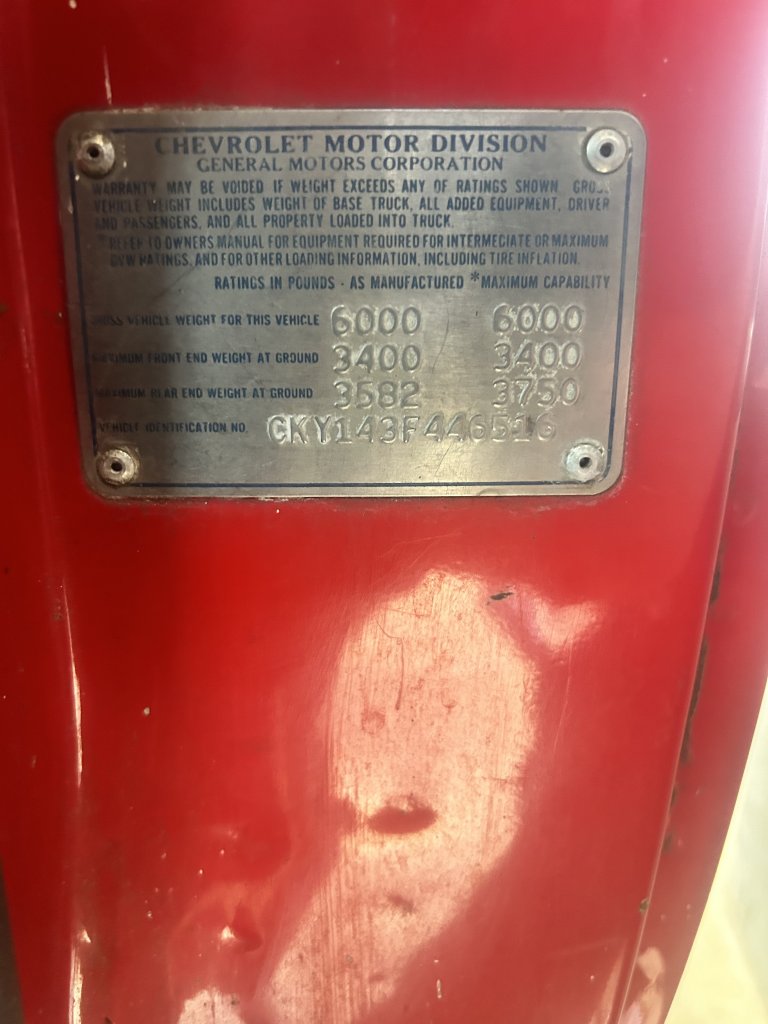 CHEVROLET MOTOR DIVISION
GENERAL MOTORS CORPORATION
WARRANTY MAY BE VOIDED IF WEIGHT EXCEEDS ANY OF RATINGS SHOWN. GROSS
VEHICLE WEIGHT INCLUDES WEIGHT OF BASE TRUCK, ALL ADDED EQUIPMENT, DRIVER
AND PASSENGERS, AND ALL PROPERTY LOADED INTO TRUCK.
*REFER TO OWNERS MANUAL FOR EQUIPMENT REQUIRED FOR INTERMEDIATE OR MAXIMUM
GVW RATINGS, AND FOR OTHER LOADING INFORMATION, INCLUDING TIRE INFLATION.
RATINGS IN POUNDS - AS MANUFACTURED *MAXIMUM CAPABILITY
GROSS VEHICLE WEIGHT FOR THIS VEHICLE 6000 6000
MAXIMUM FRONT END WEIGHT AT GROUND 3400 3400
MAXIMUM REAR END WEIGHT AT GROUND 3582 3750
VEHICLE IDENTIFICATION NO. CKY143F446516